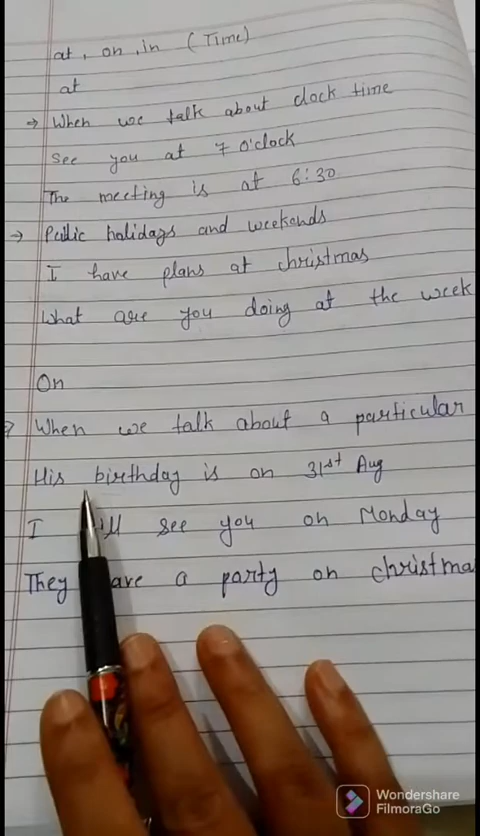 at, on, in (Time)
at
→ When we talk about clock time
See you at 7 o'clock
The meeting is at 6:30
→ Public holidays and weekends
I have plans at christmas
What are you doing at the week
On
→ When we talk about a particular
His birthday is on 31st Aug
I see you on Monday
They a party on christmas
Wondershare
FilmoraGo